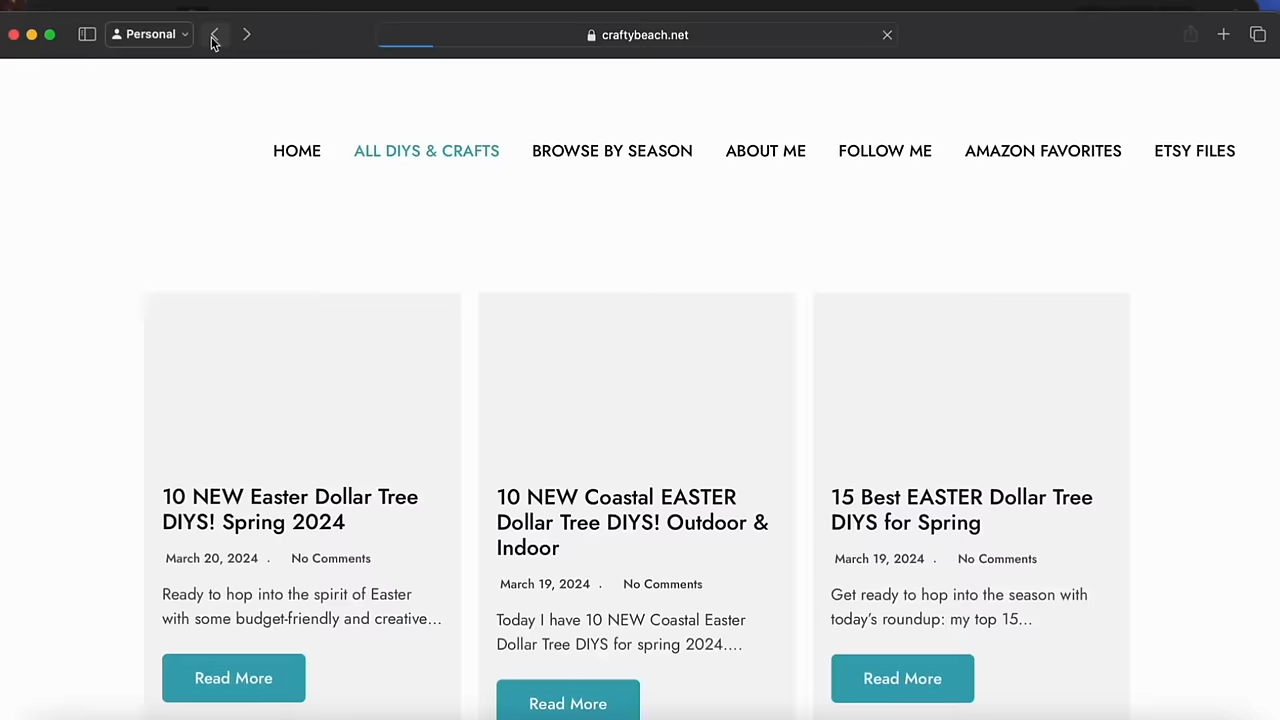 Personal
craftybeach.net
HOME ALL DIYS & CRAFTS BROWSE BY SEASON ABOUT ME FOLLOW ME AMAZON FAVORITES ETSY FILES
10 NEW Easter Dollar Tree
DIYS! Spring 2024
March 20, 2024 . No Comments
Ready to hop into the spirit of Easter
with some budget-friendly and creative...
Read More
10 NEW Coastal EASTER
Dollar Tree DIYS! Outdoor &
Indoor
March 19, 2024 . No Comments
Today I have 10 NEW Coastal Easter
Dollar Tree DIYS for spring 2024....
Read More
15 Best EASTER Dollar Tree
DIYS for Spring
March 19, 2024 . No Comments
Get ready to hop into the season with
today's roundup: my top 15...
Read More